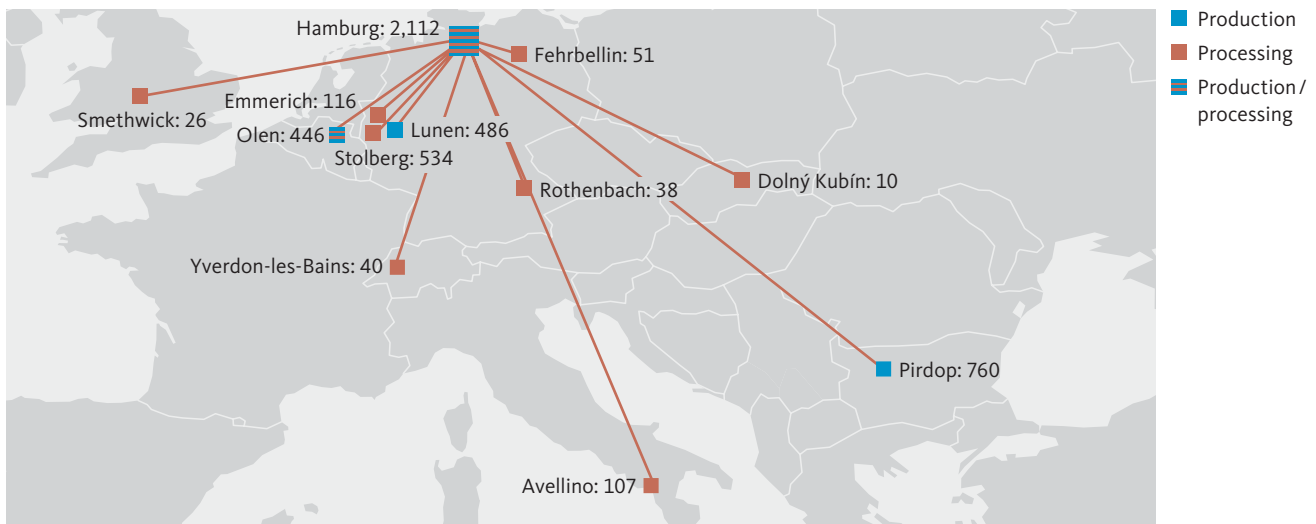 Hamburg: 2,112
Fehrbellin: 51
Smethwick: 26
Emmerich: 116
Olen: 446
Lunen: 486
Stolberg: 534
Rothenbach: 38
Dolný Kubín: 10
Yverdon-les-Bains: 40
Pirdop: 760
Avellino: 107
Production
Processing
Production /
processing